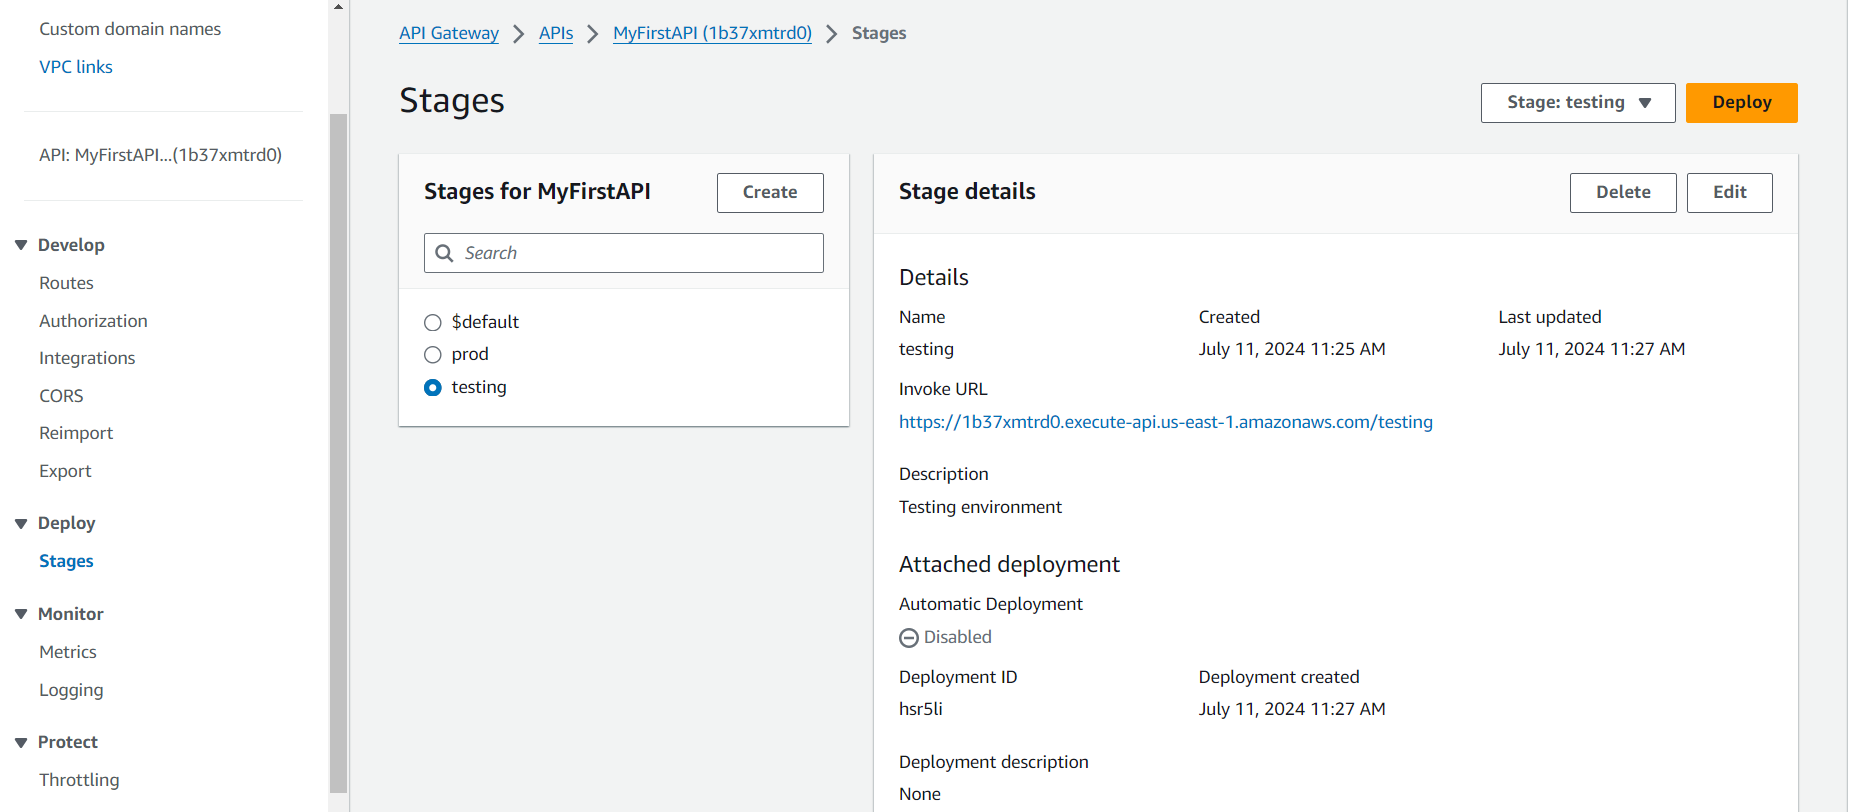 Custom domain names
VPC links
API: MyFirstAPI...(1b37xmtrd0)
Develop
Routes
Authorization
Integrations
CORS
Reimport
Export
Deploy
Stages
Monitor
Metrics
Logging
Protect
Throttling
API Gateway > APIs > MyFirstAPI (1b37xmtrd0) > Stages
Stages
Stage: testing
Deploy
Stages for MyFirstAPI
Create
Search
$default
prod
testing
Stage details
Delete
Edit
Details
Name
Created
Last updated
testing
July 11, 2024 11:25 AM
July 11, 2024 11:27 AM
Invoke URL
https://1b37xmtrd0.execute-api.us-east-1.amazonaws.com/testing
Description
Testing environment
Attached deployment
Automatic Deployment
Disabled
Deployment ID
Deployment created
hsr5li
July 11, 2024 11:27 AM
Deployment description
None